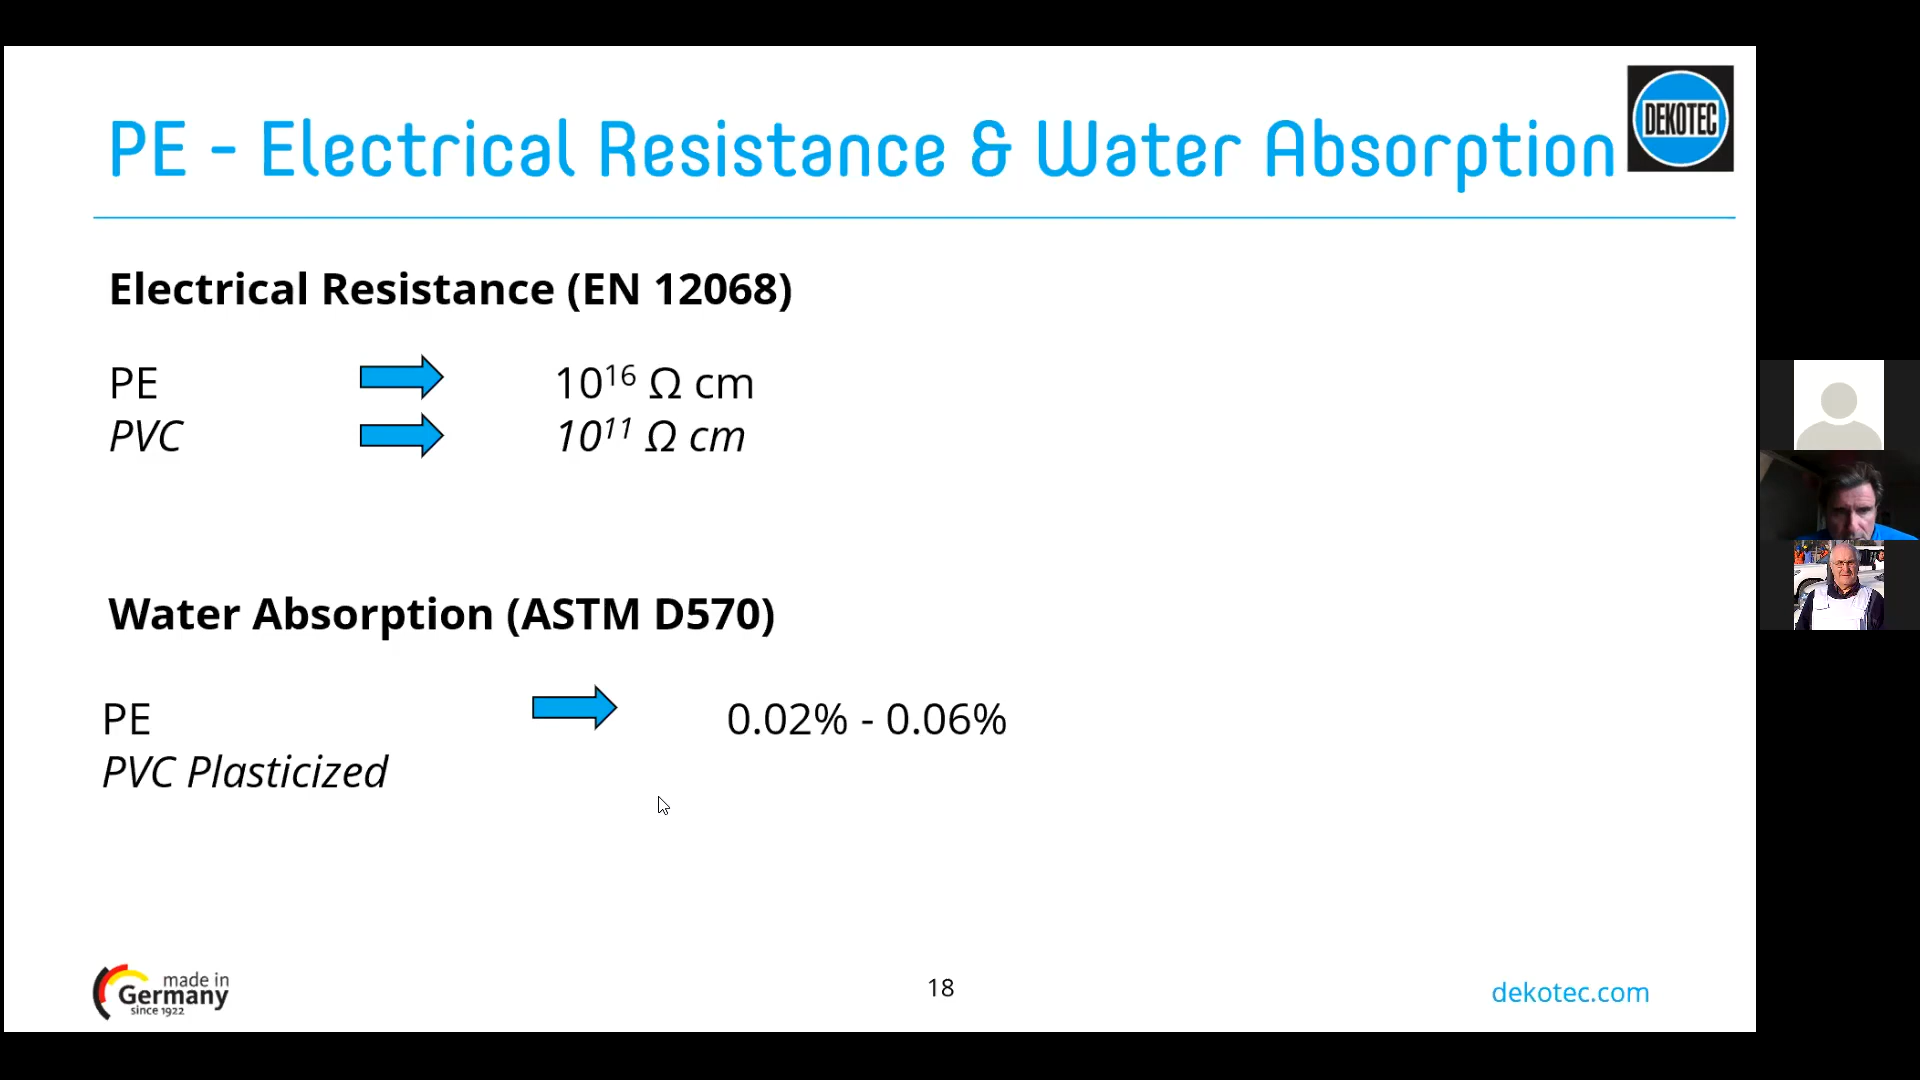 PE - Electrical Resistance & Water Absorption
DEKOTEC
Electrical Resistance (EN 12068)
PE 10¹⁶ Ω cm
PVC 10¹¹ Ω cm
Water Absorption (ASTM D570)
PE 0.02% - 0.06%
PVC Plasticized
made in
Germany
since 1922
18
dekotec.com